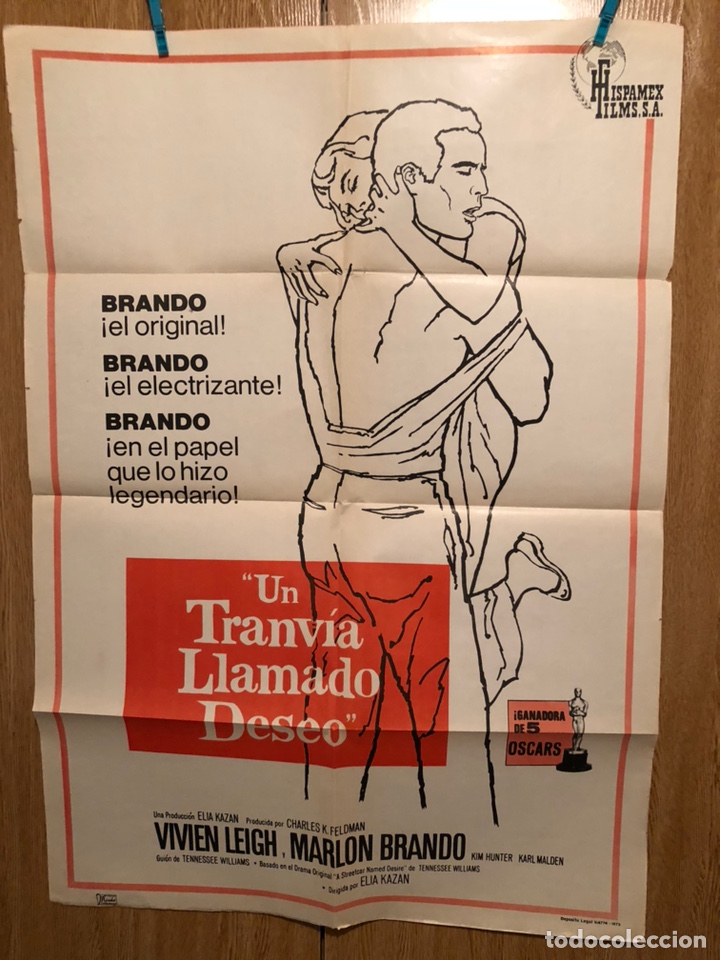 HISPAMEX
FILMS, S.A.
BRANDO
¡el original!
BRANDO
¡el electrizante!
BRANDO
¡en el papel
que lo hizo
legendario!
"Un
Tranvía
Llamado
Deseo"
¡GANADORA
DE 5
OSCARS
Una Producción ELIA KAZAN Producida por CHARLES K. FELDMAN
VIVIEN LEIGH, MARLON BRANDO KIM HUNTER KARL MALDEN
Guión de TENNESSEE WILLIAMS • Basado en el Drama Original "A Streetcar Named Desire" de TENNESSEE WILLIAMS
• Dirigida por ELIA KAZAN
Depósito Legal
todocoleccion